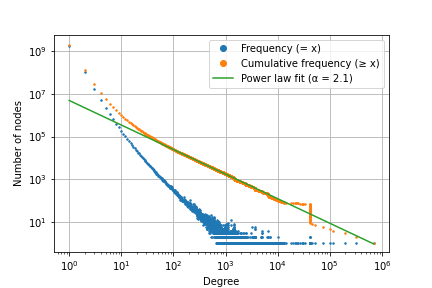 Frequency (= x)
Cumulative frequency (≥ x)
Power law fit (α = 2.1)
Number of nodes
10⁹
10⁷
10⁵
10³
10¹
10⁰ 10¹ 10² 10³ 10⁴ 10⁵ 10⁶
Degree